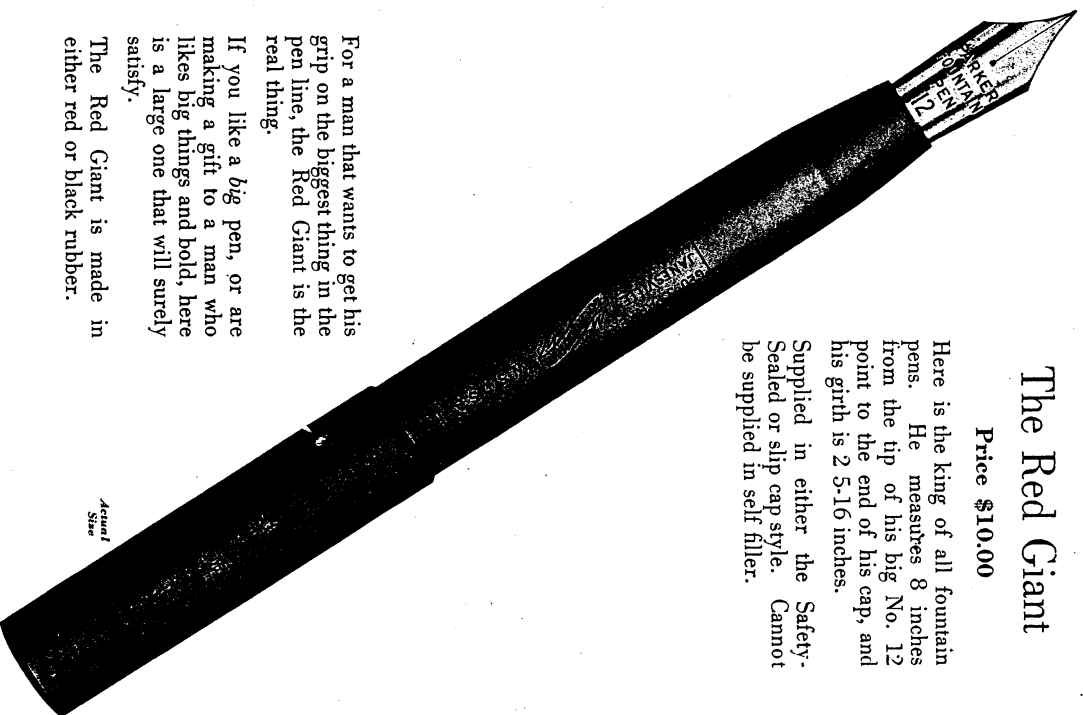 The Red Giant
Price $10.00
Here is the king of all fountain
pens. He measures 8 inches
from the tip of his big No. 12
point to the end of his cap, and
his girth is 2 5-16 inches.
Supplied in either the Safety-
Sealed or slip cap style. Cannot
be supplied in self filler.
PARKER
FOUNTAIN
PEN
12
JANESVILLE
For a man that wants to get his
grip on the biggest thing in the
pen line, the Red Giant is the
real thing.
If you like a big pen, or are
making a gift to a man who
likes big things and bold, here
is a large one that will surely
satisfy.
The Red Giant is made in
either red or black rubber.
Actual
Size